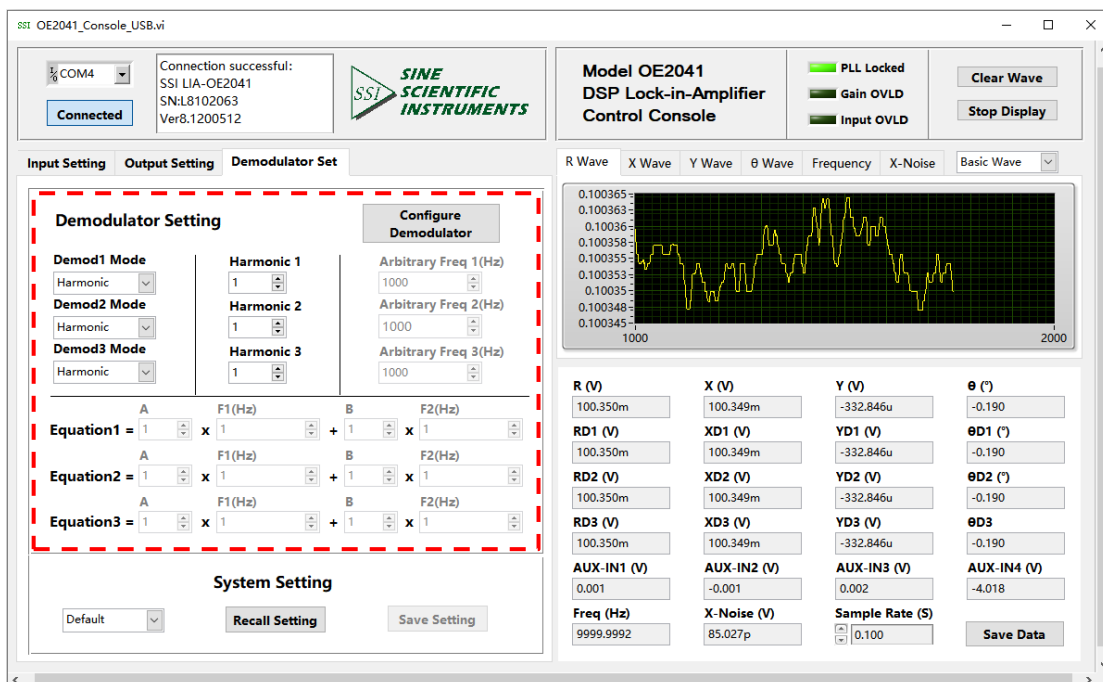 SSI OE2041_Console_USB.vi
I/O COM4
Connected
Connection successful:
SSI LIA-OE2041
SN:L8102063
Ver8.1200512
SSI
SINE
SCIENTIFIC
INSTRUMENTS
Model OE2041
DSP Lock-in-Amplifier
Control Console
PLL Locked
Gain OVLD
Input OVLD
Clear Wave
Stop Display
Input Setting Output Setting Demodulator Set
Demodulator Setting
Configure
Demodulator
Demod1 Mode Harmonic 1 Arbitrary Freq 1(Hz)
Harmonic 1 1000
Demod2 Mode Harmonic 2 Arbitrary Freq 2(Hz)
Harmonic 1 1000
Demod3 Mode Harmonic 3 Arbitrary Freq 3(Hz)
Harmonic 1 1000
A F1(Hz) B F2(Hz)
Equation1 = 1 x 1 + 1 x 1
A F1(Hz) B F2(Hz)
Equation2 = 1 x 1 + 1 x 1
A F1(Hz) B F2(Hz)
Equation3 = 1 x 1 + 1 x 1
System Setting
Default Recall Setting Save Setting
R Wave X Wave Y Wave θ Wave Frequency X-Noise Basic Wave
0.100365
0.100363
0.10036
0.100358
0.100355
0.100353
0.10035
0.100348
0.100345
1000 2000
R (V) X (V) Y (V) θ (°)
100.350m 100.349m -332.846u -0.190
RD1 (V) XD1 (V) YD1 (V) θD1 (°)
100.350m 100.349m -332.846u -0.190
RD2 (V) XD2 (V) YD2 (V) θD2 (°)
100.350m 100.349m -332.846u -0.190
RD3 (V) XD3 (V) YD3 (V) θD3
100.350m 100.349m -332.846u -0.190
AUX-IN1 (V) AUX-IN2 (V) AUX-IN3 (V) AUX-IN4 (V)
0.001 -0.001 0.002 -4.018
Freq (Hz) X-Noise (V) Sample Rate (S)
9999.9992 85.027p 0.100 Save Data